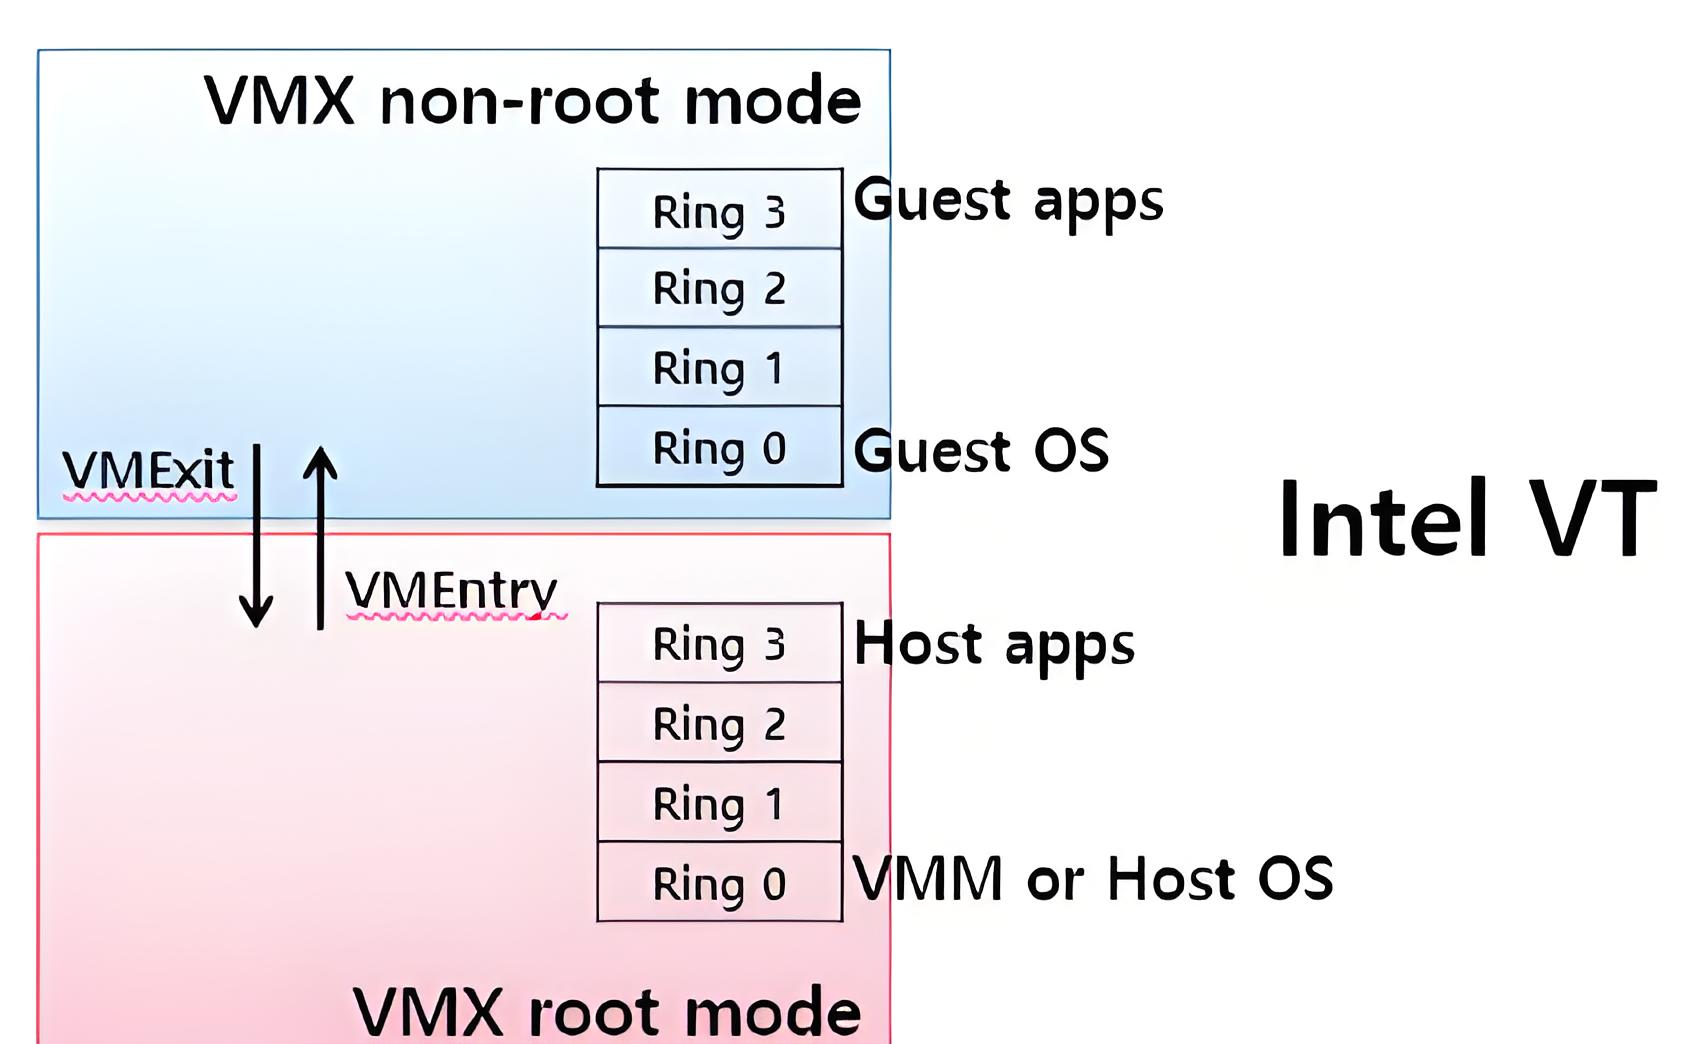 VMX non-root mode
Ring 3 Guest apps
Ring 2
Ring 1
Ring 0 Guest OS
VMExit
Intel VT
VMEntry
Ring 3 Host apps
Ring 2
Ring 1
Ring 0 VMM or Host OS
VMX root mode